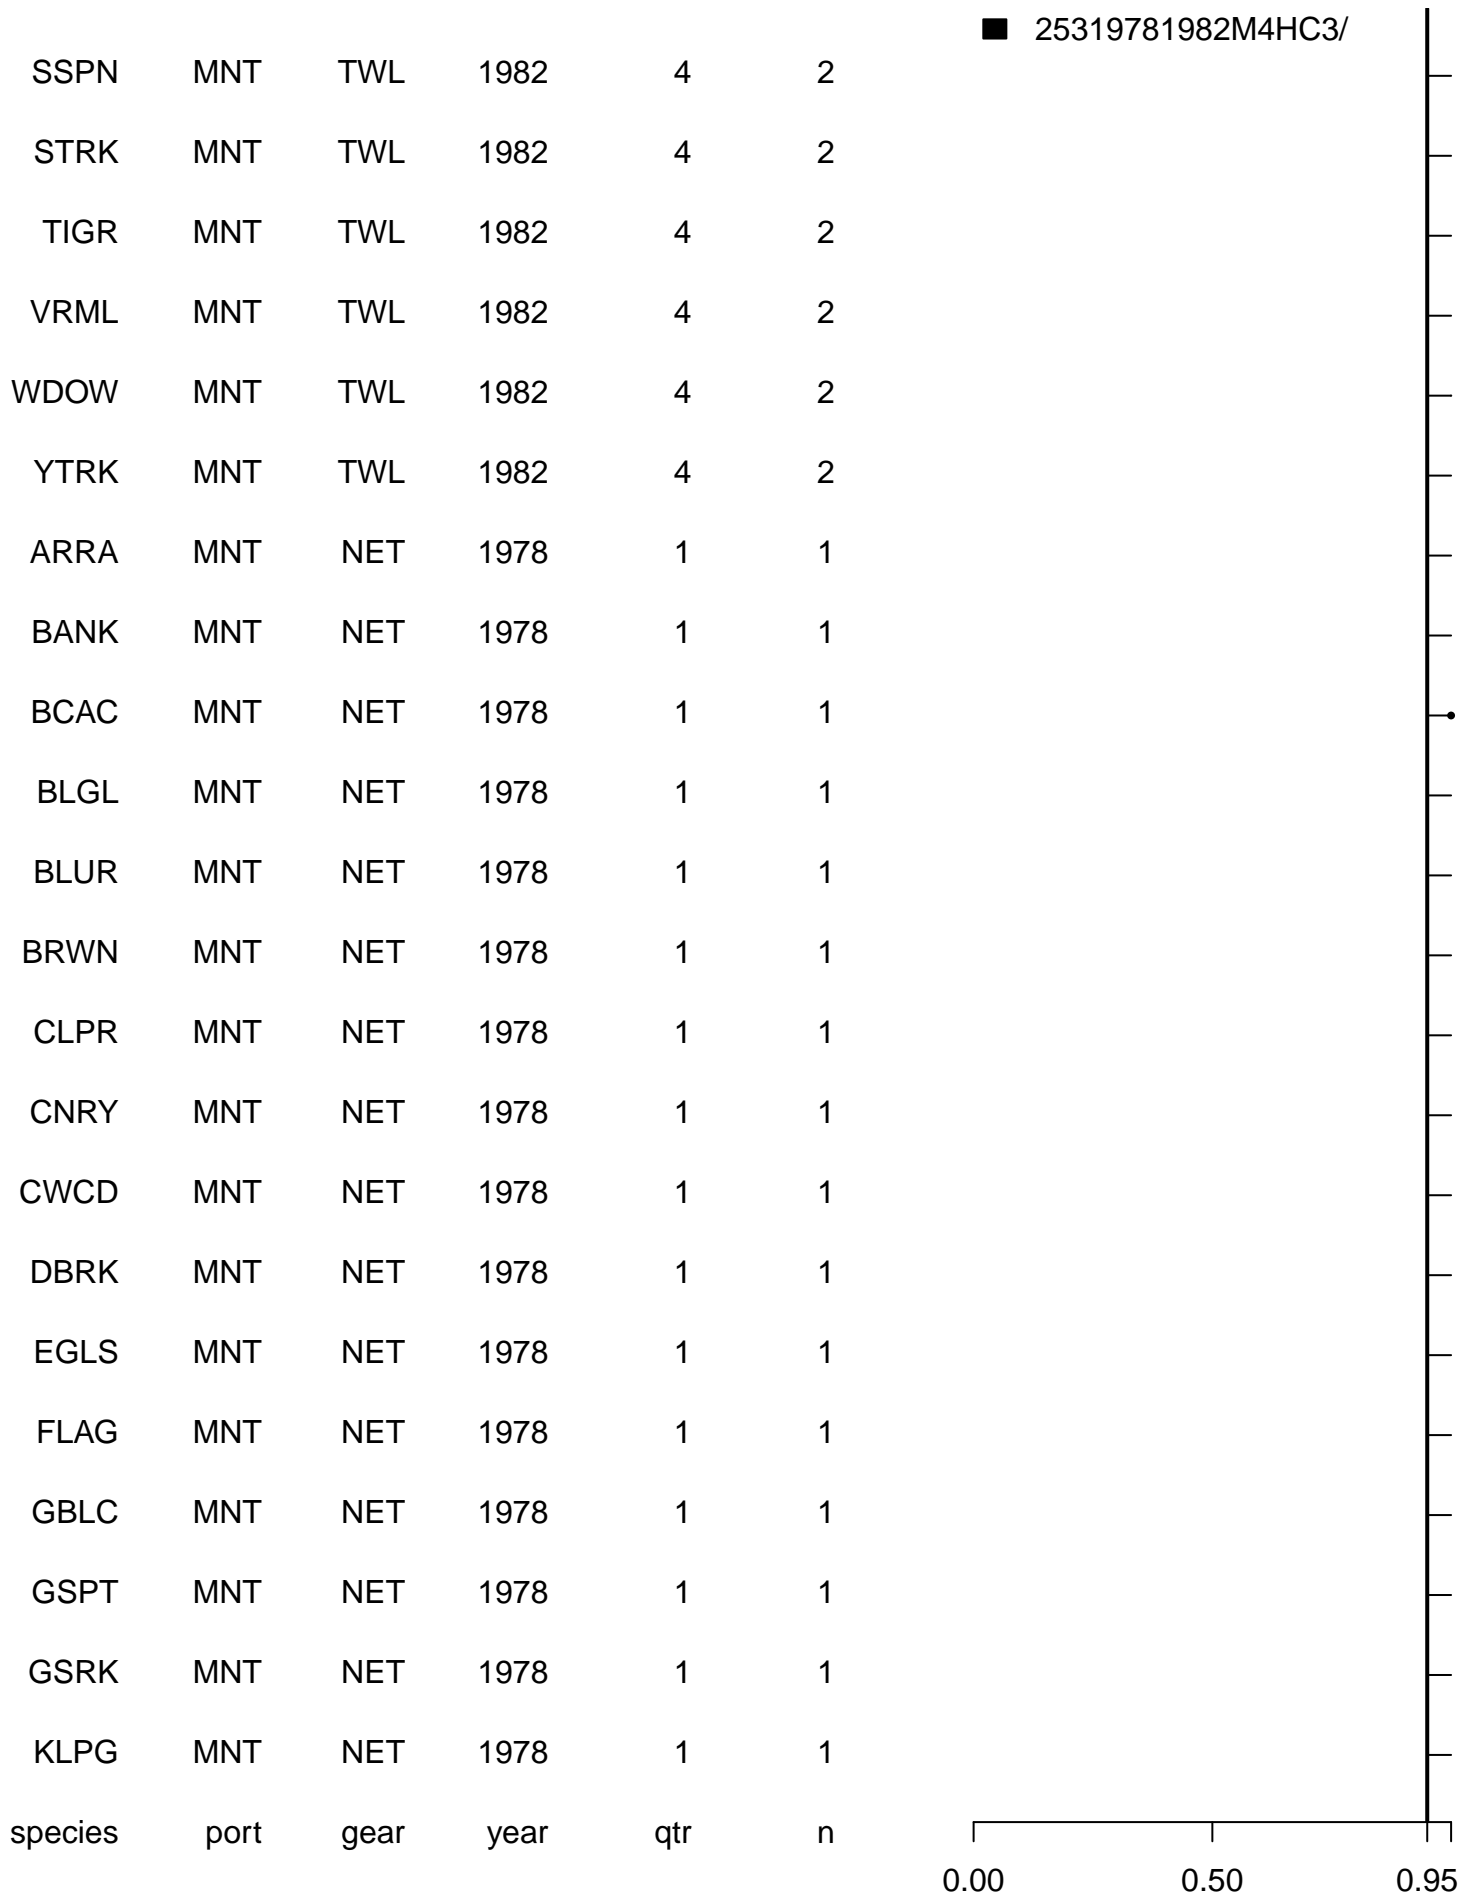 25319781982M4HC3/
SSPN MNT TWL 1982 4 2
STRK MNT TWL 1982 4 2
TIGR MNT TWL 1982 4 2
VRML MNT TWL 1982 4 2
WDOW MNT TWL 1982 4 2
YTRK MNT TWL 1982 4 2
ARRA MNT NET 1978 1 1
BANK MNT NET 1978 1 1
BCAC MNT NET 1978 1 1
BLGL MNT NET 1978 1 1
BLUR MNT NET 1978 1 1
BRWN MNT NET 1978 1 1
CLPR MNT NET 1978 1 1
CNRY MNT NET 1978 1 1
CWCD MNT NET 1978 1 1
DBRK MNT NET 1978 1 1
EGLS MNT NET 1978 1 1
FLAG MNT NET 1978 1 1
GBLC MNT NET 1978 1 1
GSPT MNT NET 1978 1 1
GSRK MNT NET 1978 1 1
KLPG MNT NET 1978 1 1
species port gear year qtr n
0.00 0.50 0.95